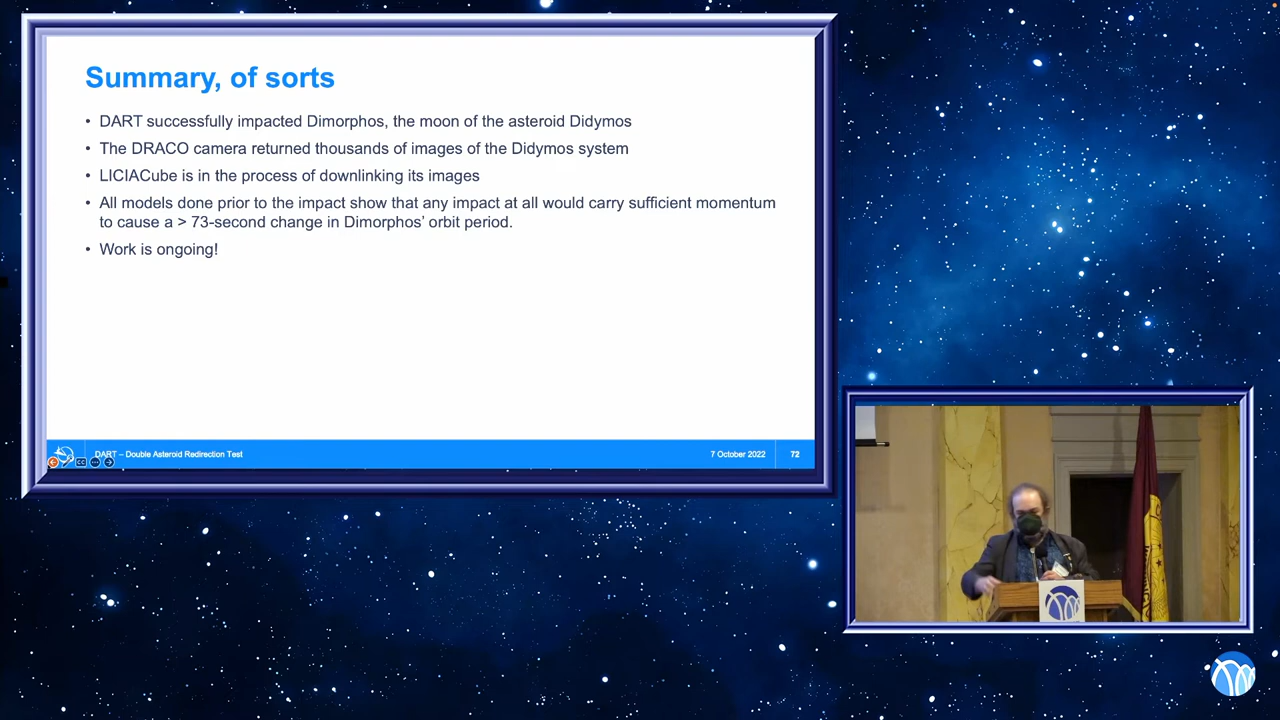 Summary, of sorts
• DART successfully impacted Dimorphos, the moon of the asteroid Didymos
• The DRACO camera returned thousands of images of the Didymos system
• LICIACube is in the process of downlinking its images
• All models done prior to the impact show that any impact at all would carry sufficient momentum
to cause a > 73-second change in Dimorphos’ orbit period.
• Work is ongoing!
DART – Double Asteroid Redirection Test
7 October 2022
72
CC